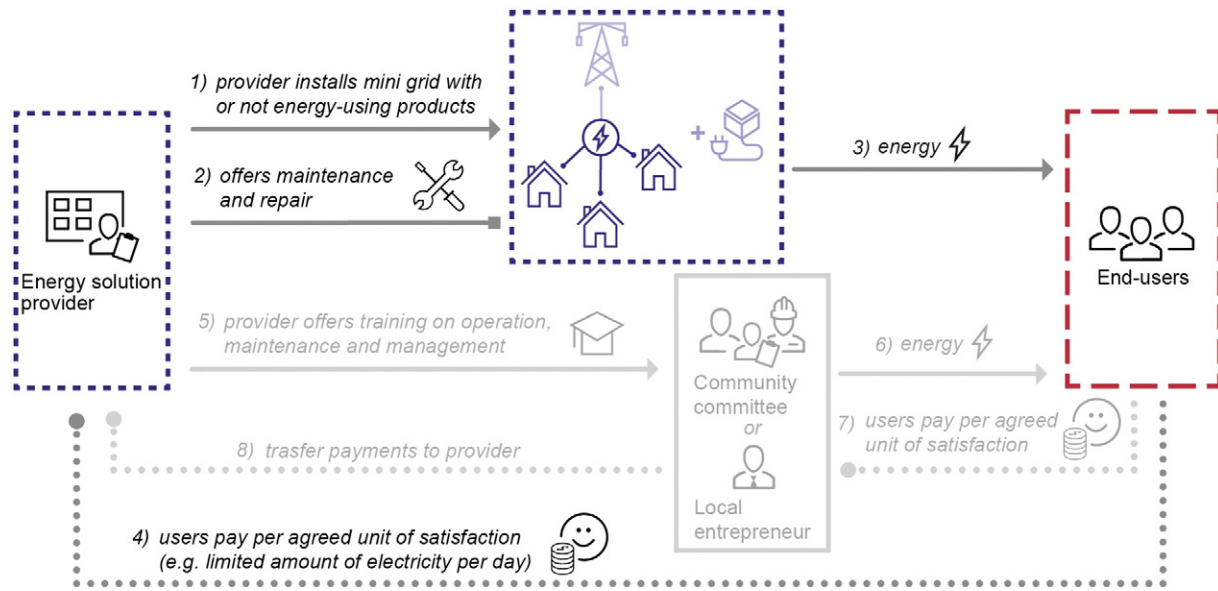 1) provider installs mini grid with
or not energy-using products
2) offers maintenance
and repair
Energy solution
provider
+
3) energy
End-users
5) provider offers training on operation,
maintenance and management
Community
committee
or
Local
entrepreneur
6) energy
7) users pay per agreed
unit of satisfaction
8) trasfer payments to provider
4) users pay per agreed unit of satisfaction
(e.g. limited amount of electricity per day)